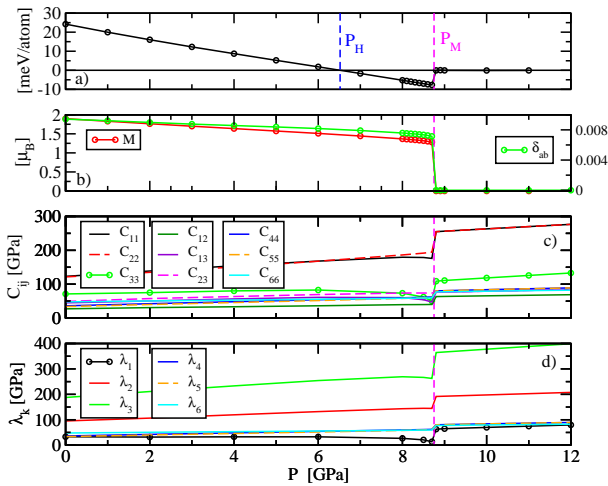 30
20
10
0
-10
[meV/atom]
a)
P_H
P_M
2
1.5
1
0.5
0
[μ_B]
M
b)
0.008
0.004
0
δ_ab
300
200
100
0
C_ij [GPa]
C_11 C_12 C_44
C_22 C_13 C_55
C_33 C_23 C_66
c)
400
300
200
100
0
λ_k [GPa]
λ_1 λ_4
λ_2 λ_5
λ_3 λ_6
d)
0 2 4 6 8 10 12
P [GPa]